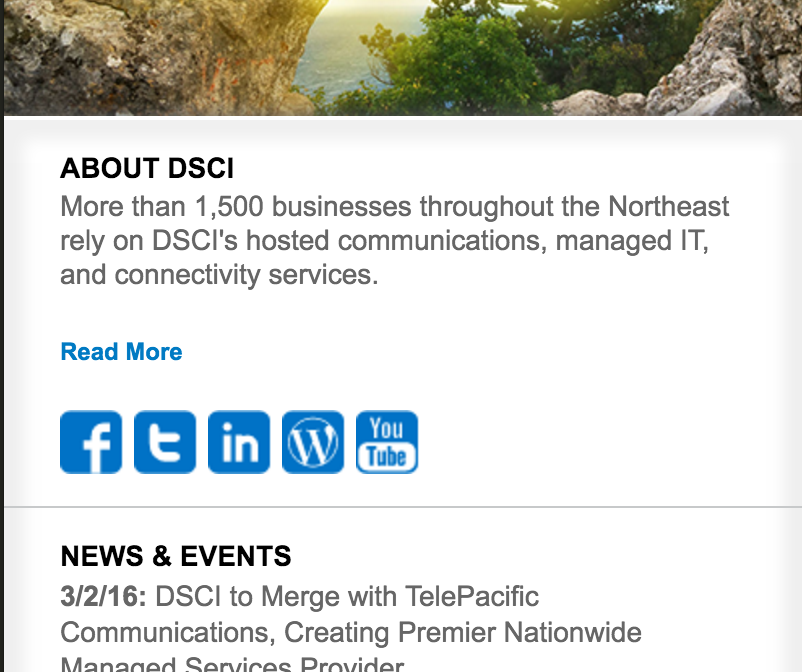 ABOUT DSCI
More than 1,500 businesses throughout the Northeast
rely on DSCI's hosted communications, managed IT,
and connectivity services.
Read More
f t in W You Tube
NEWS & EVENTS
3/2/16: DSCI to Merge with TelePacific
Communications, Creating Premier Nationwide
Managed Services Provider